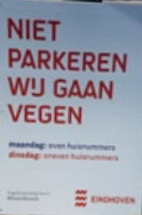 NIET
PARKEREN
WIJ GAAN
VEGEN
maandag: even huisnummers
dinsdag: oneven huisnummers
EINDHOVEN